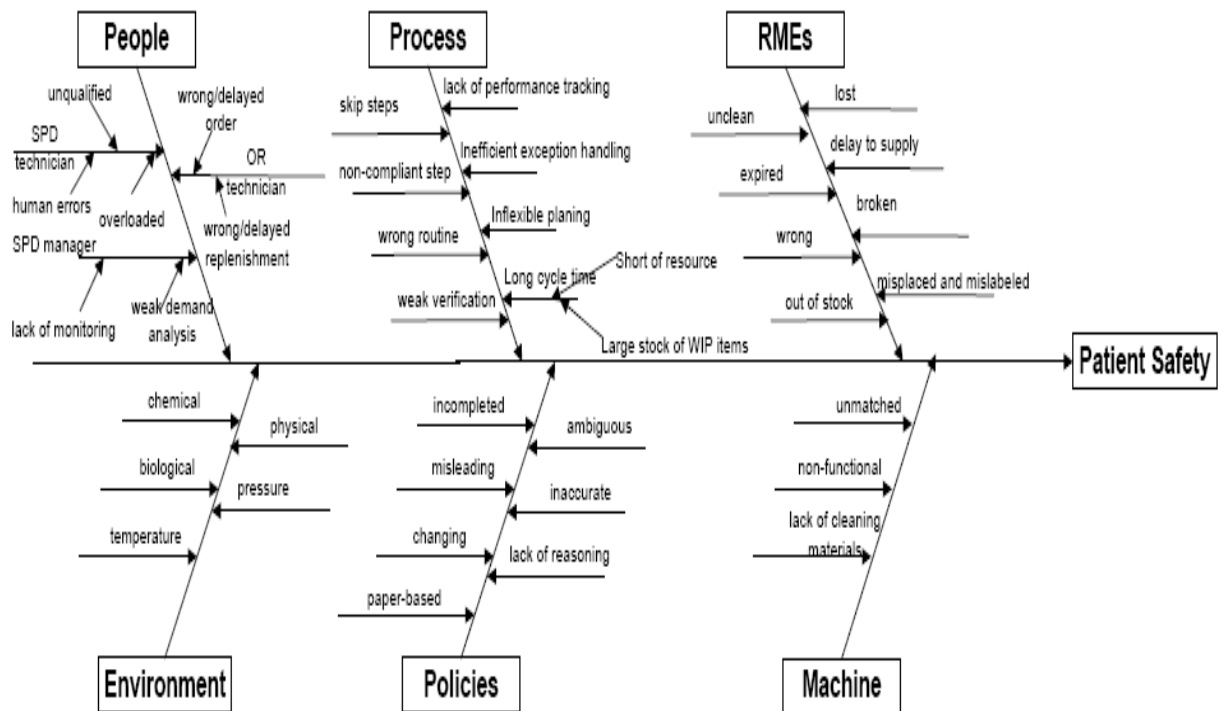 People
Process
RMEs
unqualified
wrong/delayed
order
SPD
technician
OR
technician
human errors
overloaded
wrong/delayed
replenishment
SPD manager
lack of monitoring
weak demand
analysis
lack of performance tracking
skip steps
Inefficient exception handling
non-compliant step
Inflexible planing
wrong routine
Short of resource
Long cycle time
weak verification
Large stock of WIP items
lost
unclean
delay to supply
expired
broken
wrong
misplaced and mislabeled
out of stock
Patient Safety
chemical
physical
biological
pressure
temperature
incompleted
ambiguous
misleading
inaccurate
changing
lack of reasoning
paper-based
unmatched
non-functional
lack of cleaning
materials
Environment
Policies
Machine